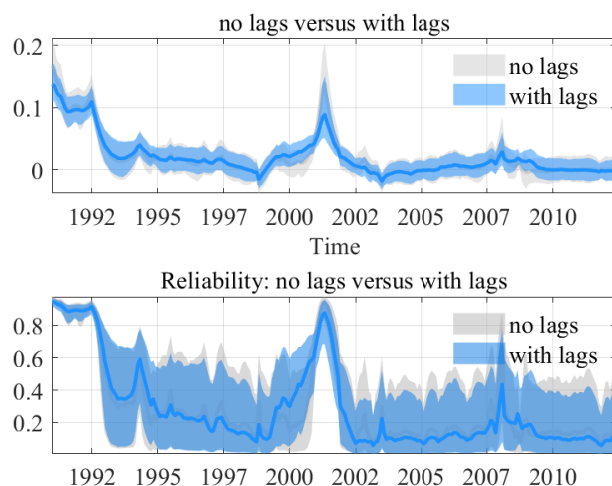 no lags versus with lags
0.2
0.1
0
no lags
with lags
1992 1995 1997 2000 2002 2005 2007 2010
Time
Reliability: no lags versus with lags
0.8
0.6
0.4
0.2
no lags
with lags
1992 1995 1997 2000 2002 2005 2007 2010